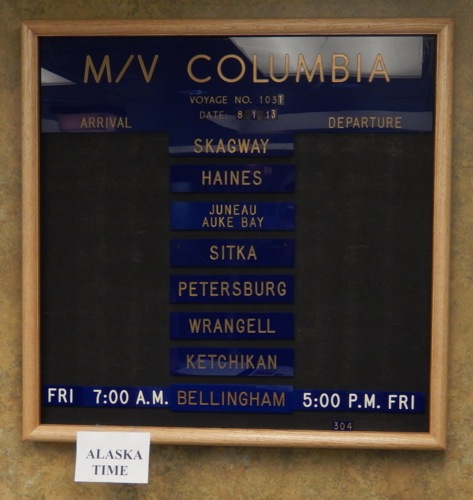 M/V COLUMBIA
VOYAGE NO. 1031
DATE: 8 1 13
ARRIVAL DEPARTURE
SKAGWAY
HAINES
JUNEAU
AUKE BAY
SITKA
PETERSBURG
WRANGELL
KETCHIKAN
FRI 7:00 A.M. BELLINGHAM 5:00 P.M. FRI
304
ALASKA
TIME